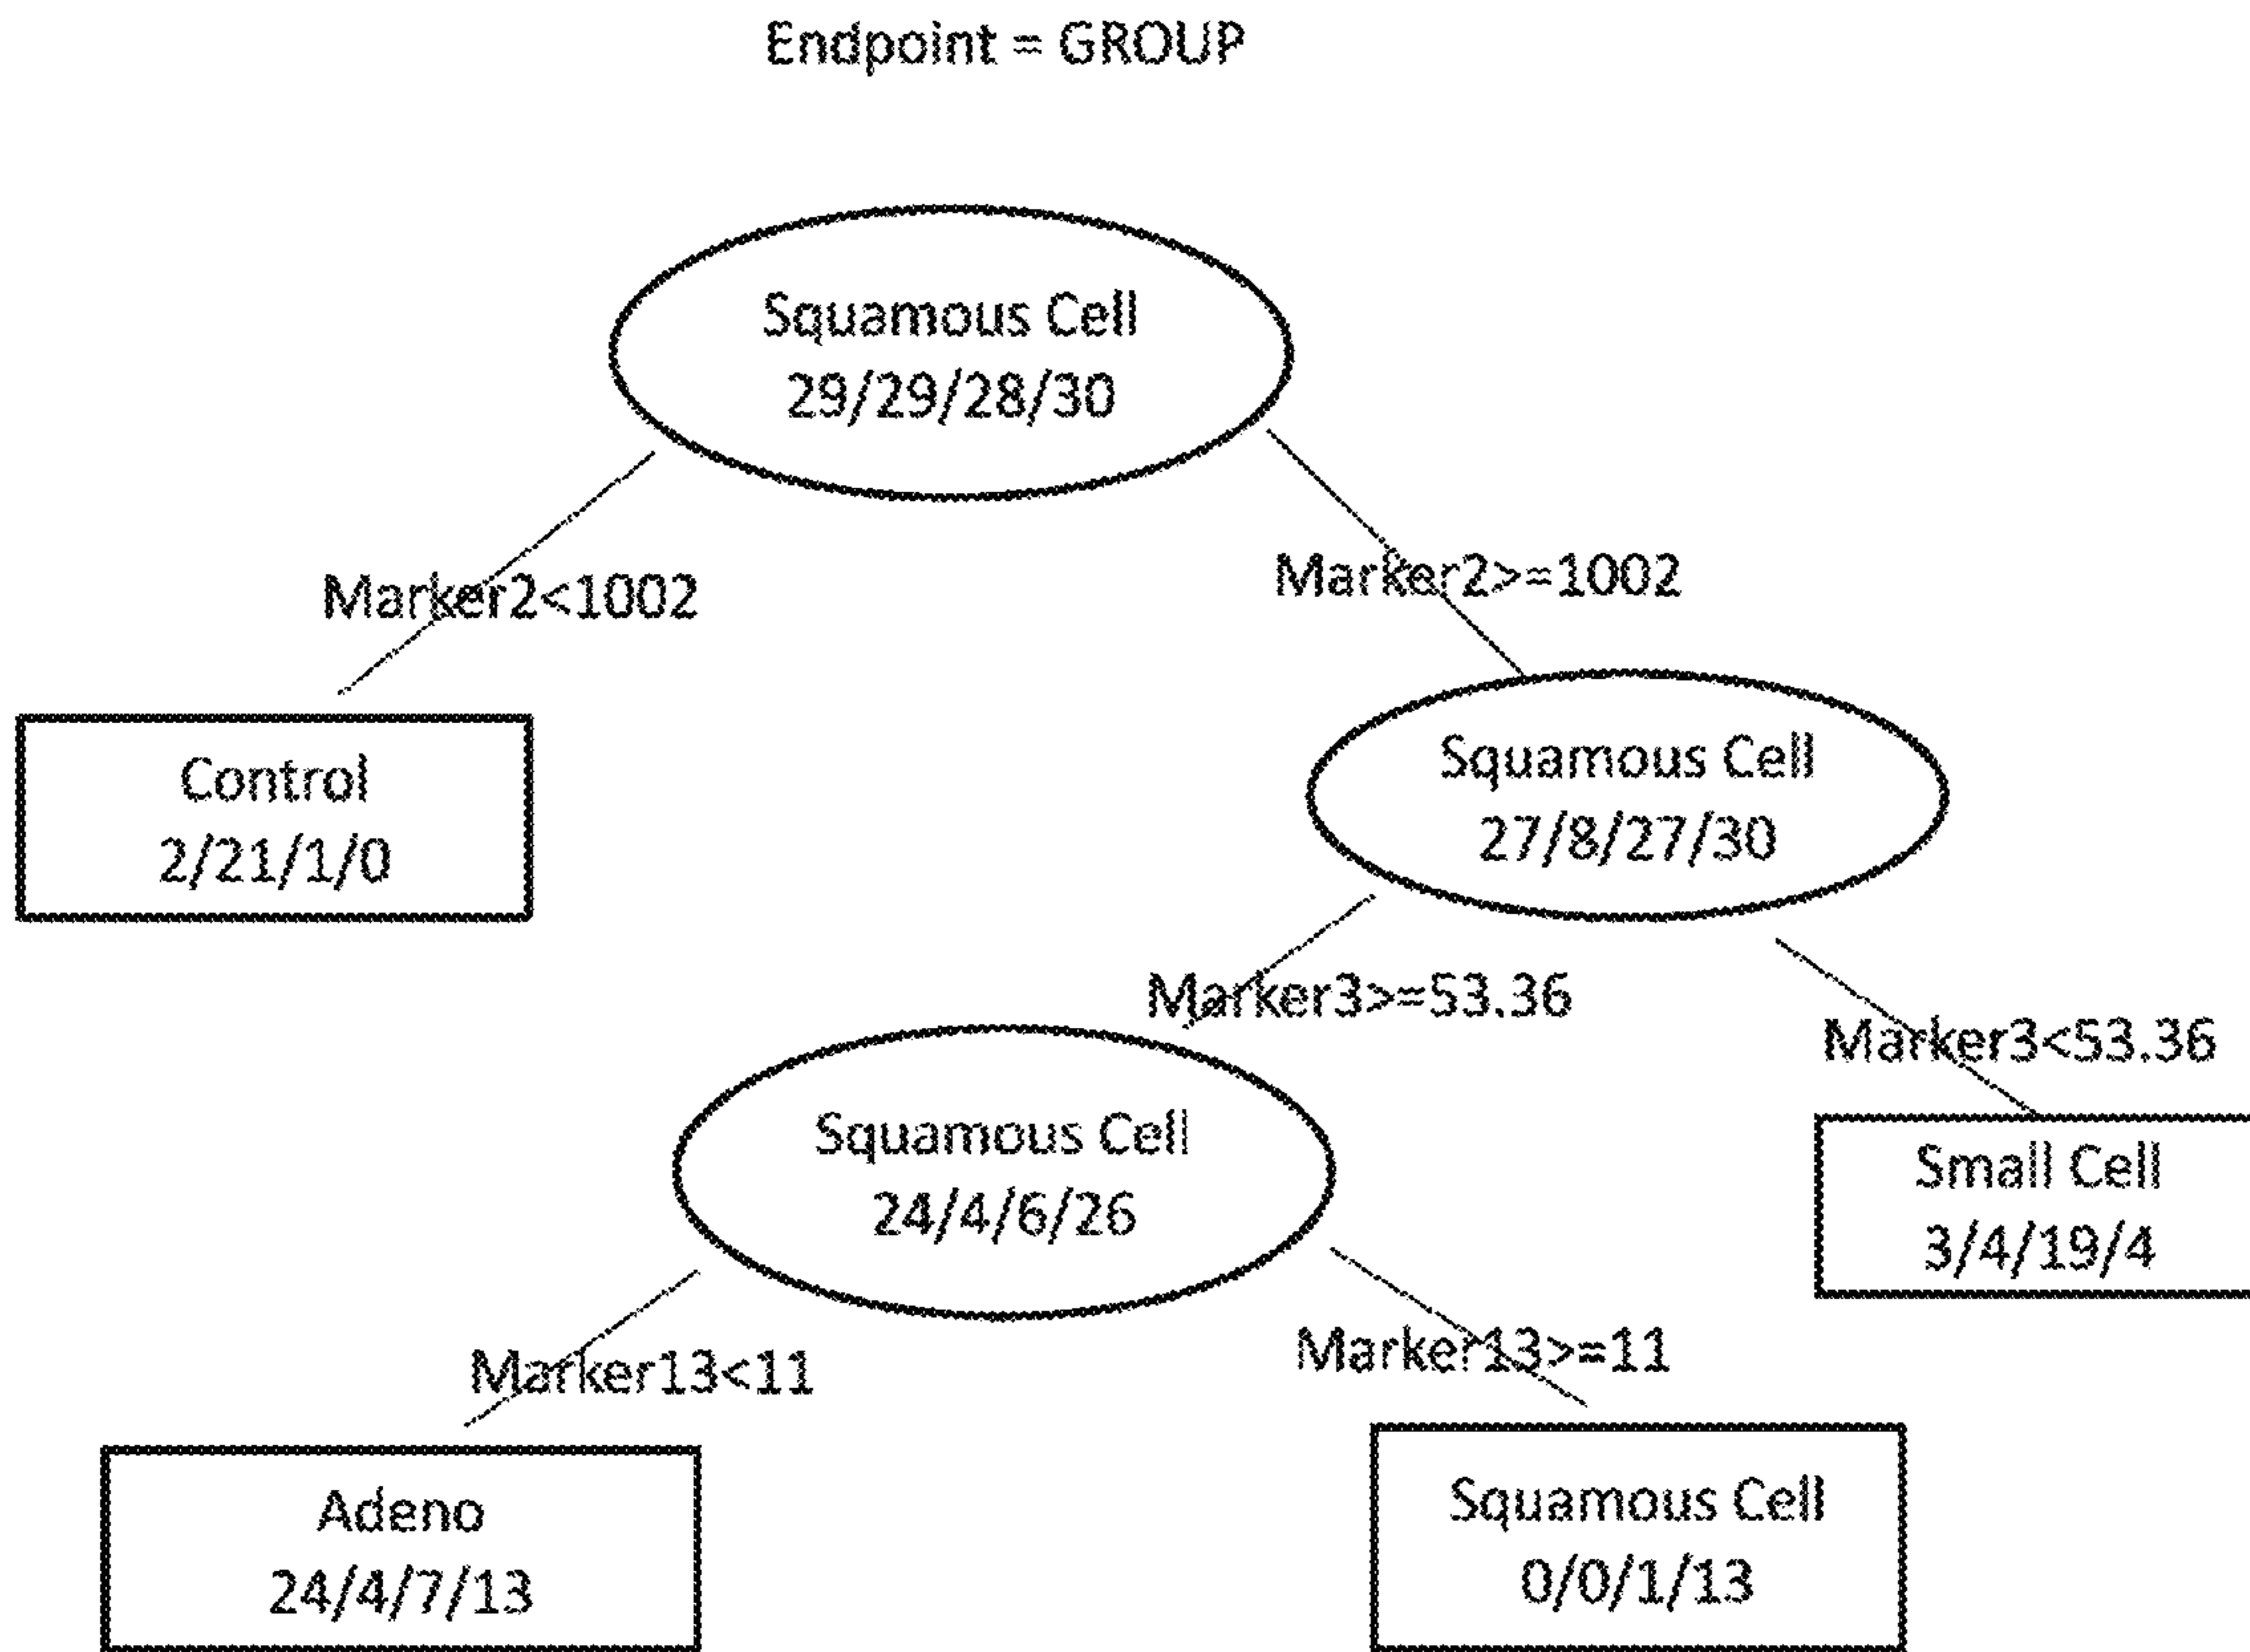 Endpoint = GROUP
Squamous Cell
29/29/28/30
Marker2<1002
Marker2>=1002
Control
2/21/1/0
Squamous Cell
27/8/27/30
Marker3>=53.36
Marker3<53.36
Squamous Cell
24/4/6/26
Small Cell
3/4/19/4
Marker13<11
Marker13>=11
Adeno
24/4/7/13
Squamous Cell
0/0/1/13